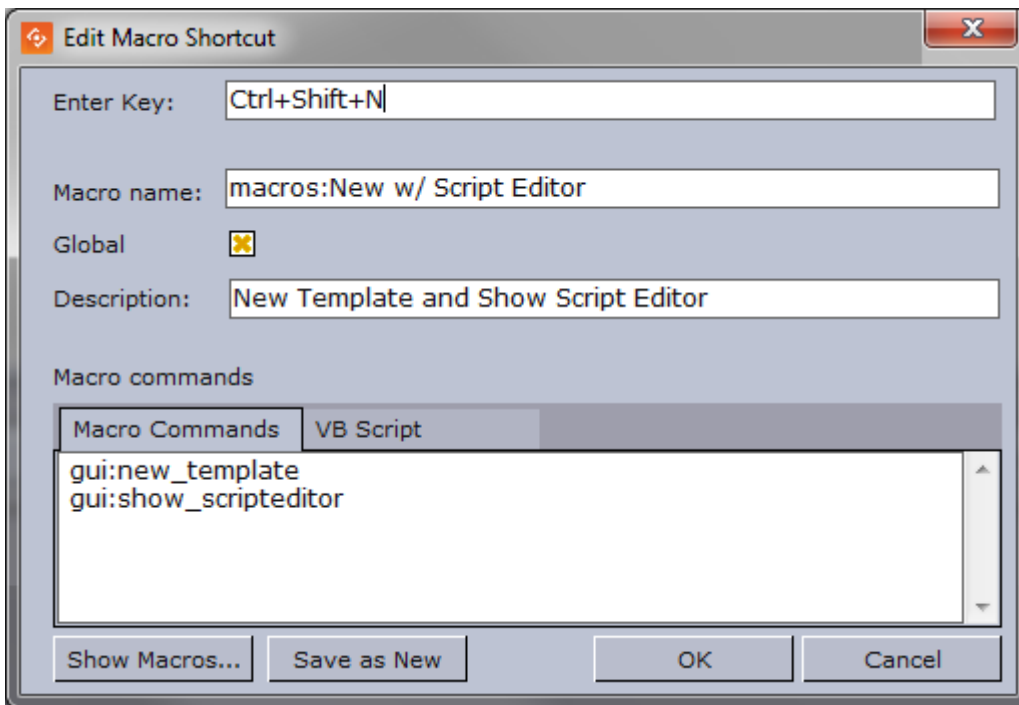 Edit Macro Shortcut
Enter Key: Ctrl+Shift+N
Macro name: macros:New w/ Script Editor
Global
Description: New Template and Show Script Editor
Macro commands
Macro Commands VB Script
gui:new_template
gui:show_scripteditor
Show Macros... Save as New OK Cancel